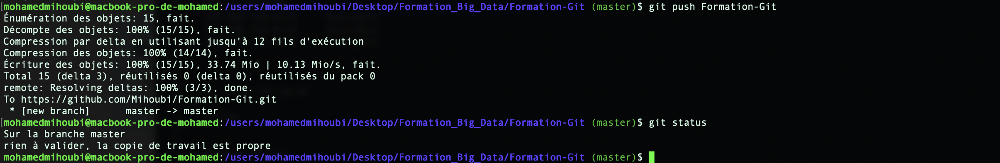 [mohamedmihoubi@macbook-pro-de-mohamed:/users/mohamedmihoubi/Desktop/Formation_Big_Data/Formation-Git (master)$ git push Formation-Git
Énumération des objets: 15, fait.
Décompte des objets: 100% (15/15), fait.
Compression par delta en utilisant jusqu'à 12 fils d'exécution
Compression des objets: 100% (14/14), fait.
Écriture des objets: 100% (15/15), 33.74 Mio | 10.13 Mio/s, fait.
Total 15 (delta 3), réutilisés 0 (delta 0), réutilisés du pack 0
remote: Resolving deltas: 100% (3/3), done.
To https://github.com/Mihoubi/Formation-Git.git
 * [new branch]      master -> master
[mohamedmihoubi@macbook-pro-de-mohamed:/users/mohamedmihoubi/Desktop/Formation_Big_Data/Formation-Git (master)$ git status
Sur la branche master
rien à valider, la copie de travail est propre
mohamedmihoubi@macbook-pro-de-mohamed:/users/mohamedmihoubi/Desktop/Formation_Big_Data/Formation-Git (master)$